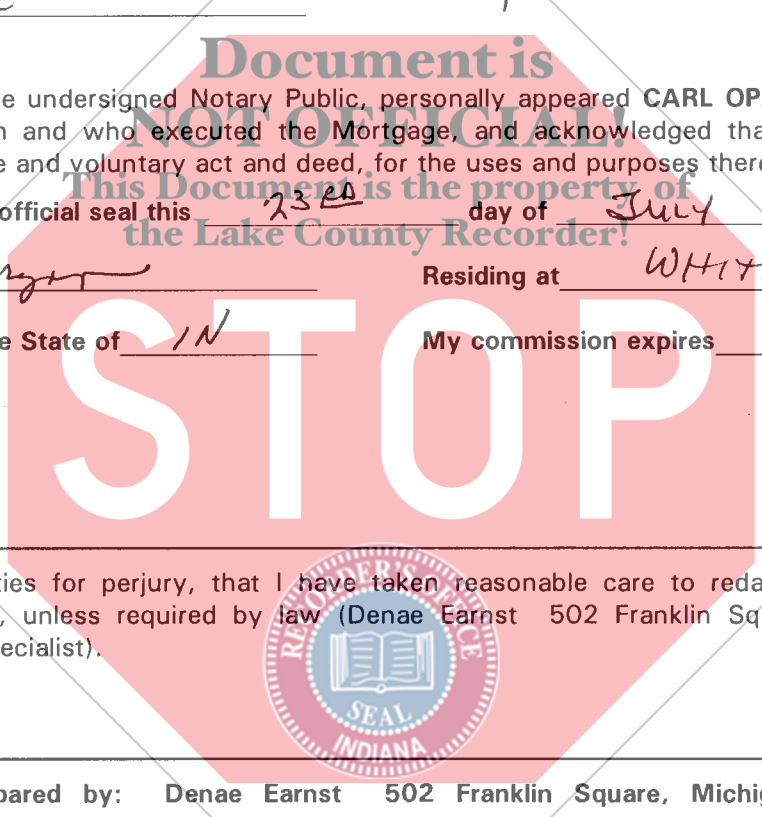 Document is
e undersigned Notary Public, personally appeared CARL OP
NOT OFFICIAL!
n and who executed the Mortgage, and acknowledged tha
e and voluntary act and deed, for the uses and purposes there
This Document is the property of
official seal this 23RD day of JULY
the Lake County Recorder!
Residing at WHIT
e State of IN My commission expires
STOP
ties for perjury, that I have taken reasonable care to reda
, unless required by law (Denae Earnst 502 Franklin Sq
ecialist).
RECORDER'S OFFICE
SEAL
INDIANA
pared by: Denae Earnst 502 Franklin Square, Michig